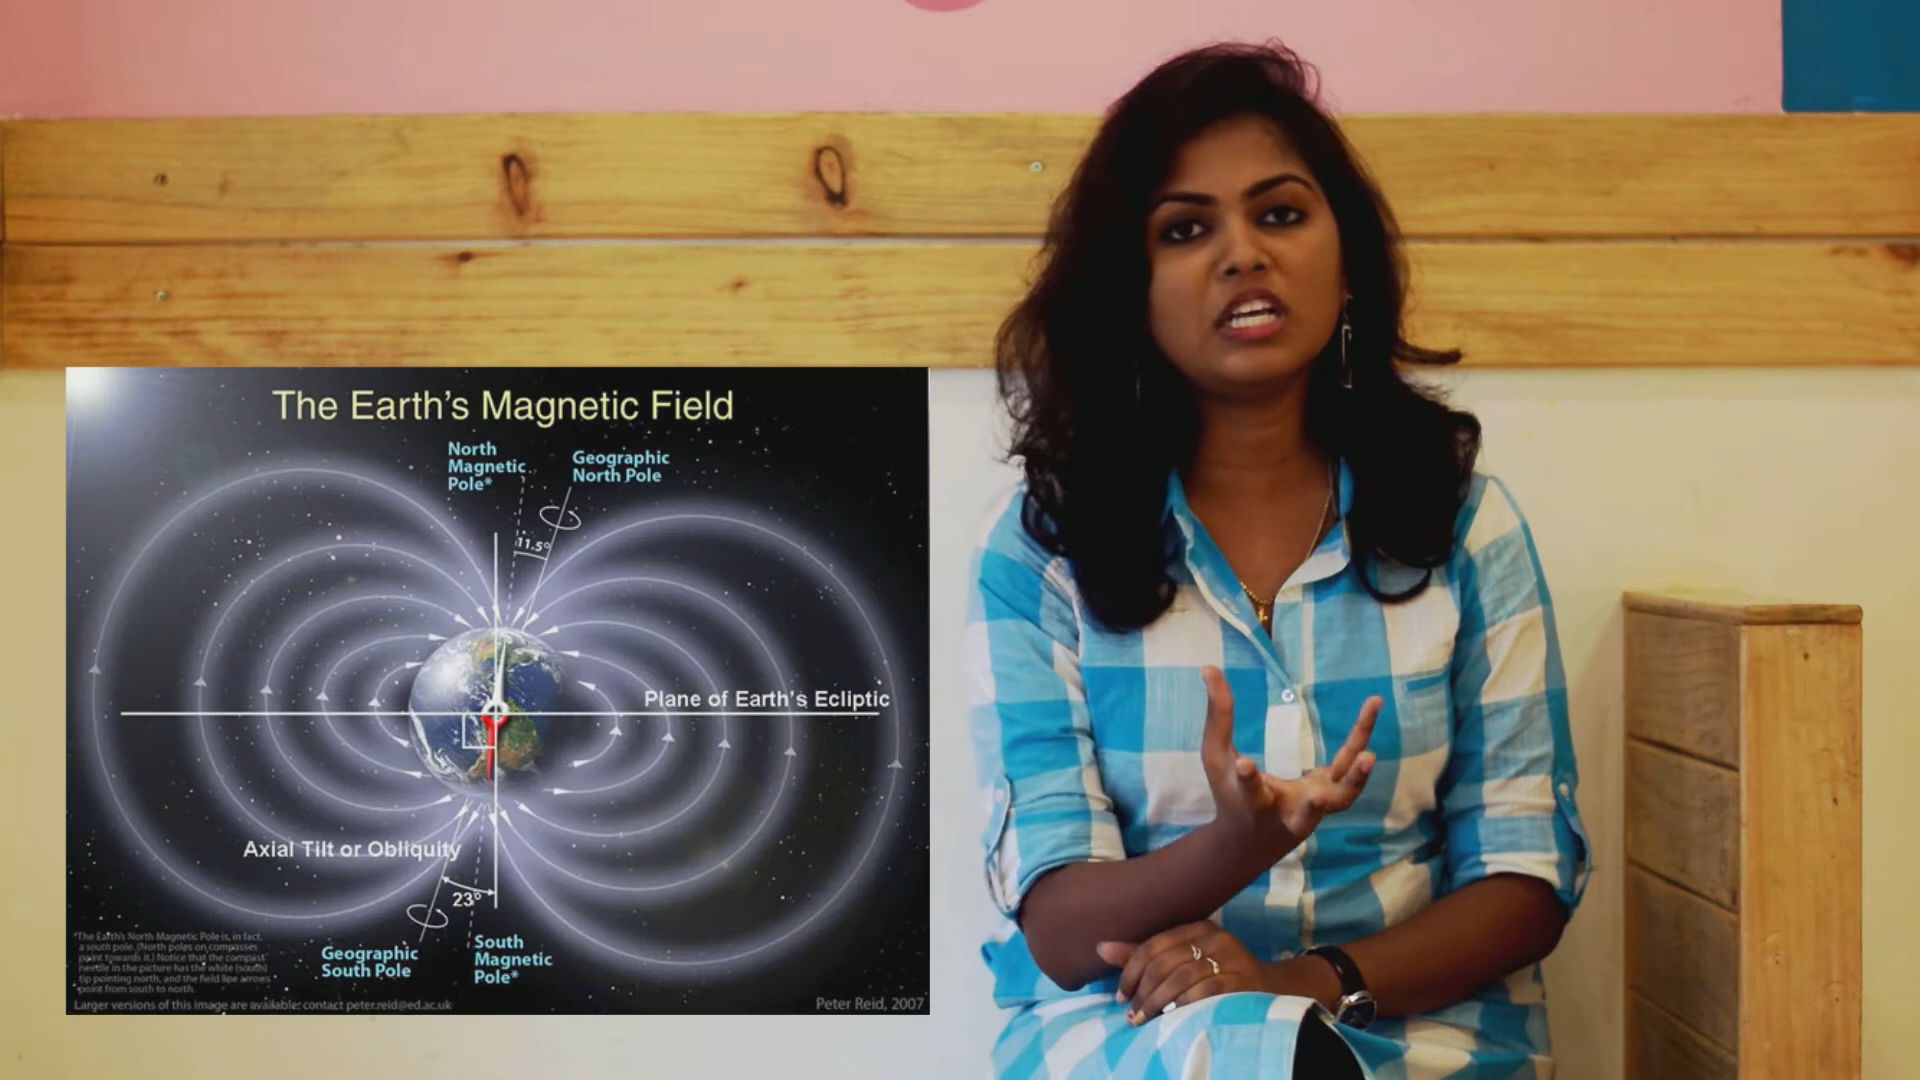 The Earth's Magnetic Field
North
Magnetic
Pole*
Geographic
North Pole
11.5°
Plane of Earth's Ecliptic
Axial Tilt or Obliquity
23°
Geographic
South Pole
South
Magnetic
Pole*
*The Earth's North Magnetic Pole is, in fact,
a south pole. (North poles on compasses
point towards it.) Notice that the compast
needle in the picture has the white (south)
tip pointing north, and the field line arrows
point from south to north.
Larger versions of this image are available: contact peter.reid@ed.ac.uk
Peter Reid, 2007